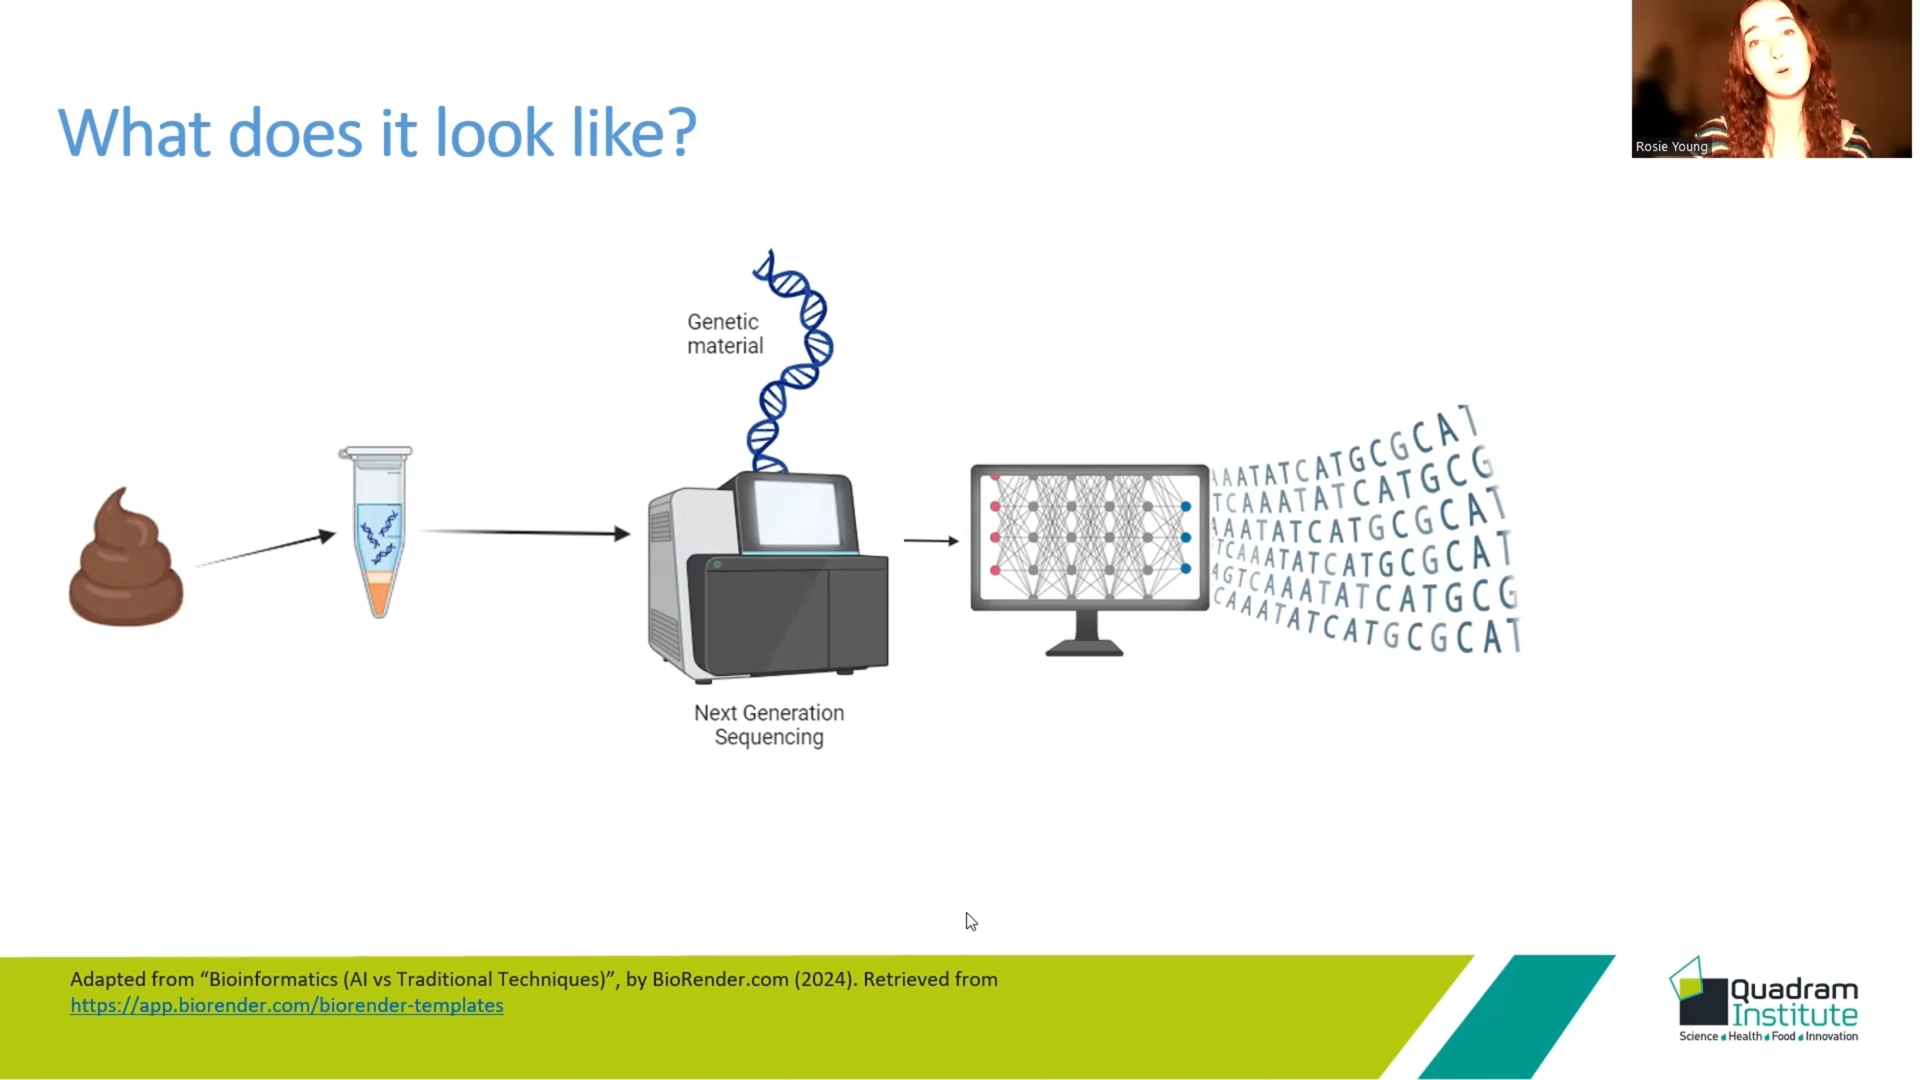 Rosie Young
What does it look like?
Genetic
material
AAATATCATGCGCAT
TCAAATATCATGCG
AAATATCATGCGCAT
TCAAATATCATGCGCAT
AGTCAAATATCATGCG
CAAATATCATGCGCAT
Next Generation
Sequencing
Adapted from “Bioinformatics (AI vs Traditional Techniques)”, by BioRender.com (2024). Retrieved from
https://app.biorender.com/biorender-templates
Quadram
Institute
Science Health Food Innovation